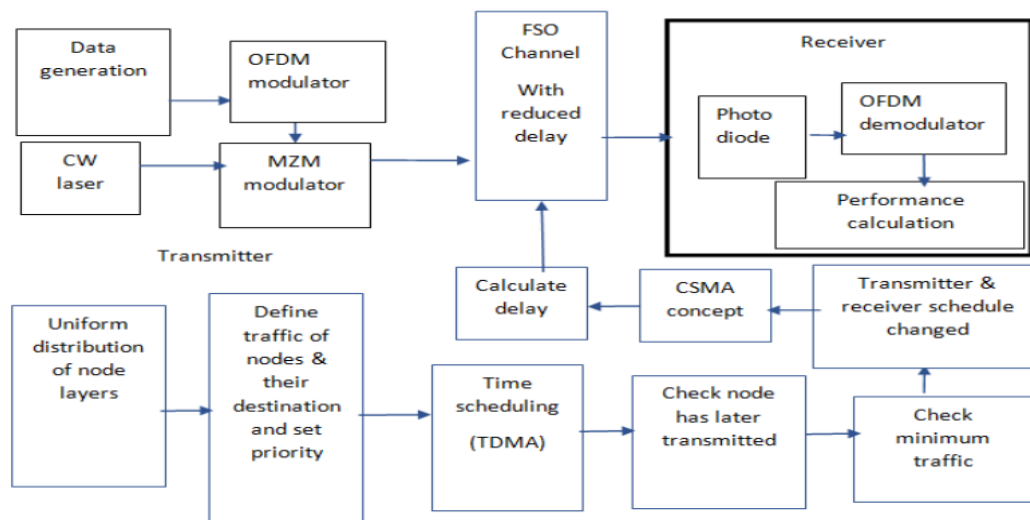 Data
generation
OFDM
modulator
CW
laser
MZM
modulator
Transmitter
FSO
Channel
With
reduced
delay
Receiver
Photo
diode
OFDM
demodulator
Performance
calculation
Uniform
distribution
of node
layers
Define
traffic of
nodes &
their
destination
and set
priority
Time
scheduling
(TDMA)
Check node
has later
transmitted
Check
minimum
traffic
Transmitter &
receiver schedule
changed
CSMA
concept
Calculate
delay